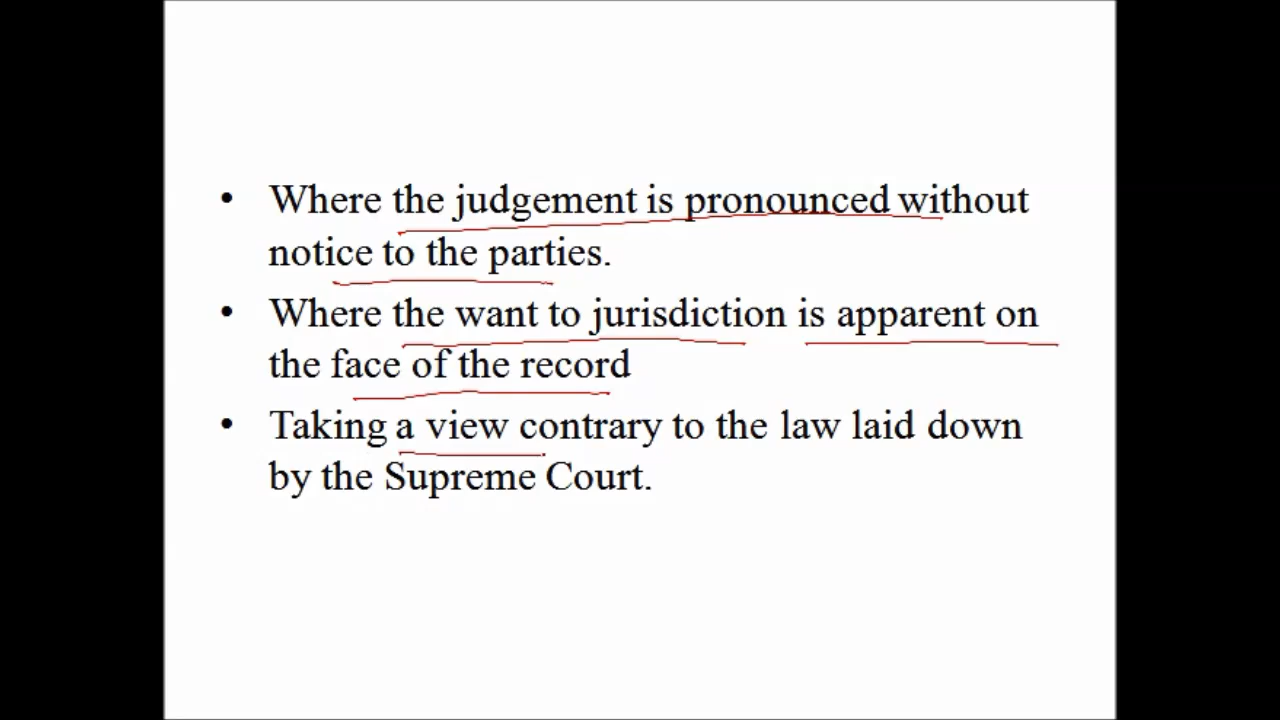 • Where the judgement is pronounced without
notice to the parties.
• Where the want to jurisdiction is apparent on
the face of the record
• Taking a view contrary to the law laid down
by the Supreme Court.